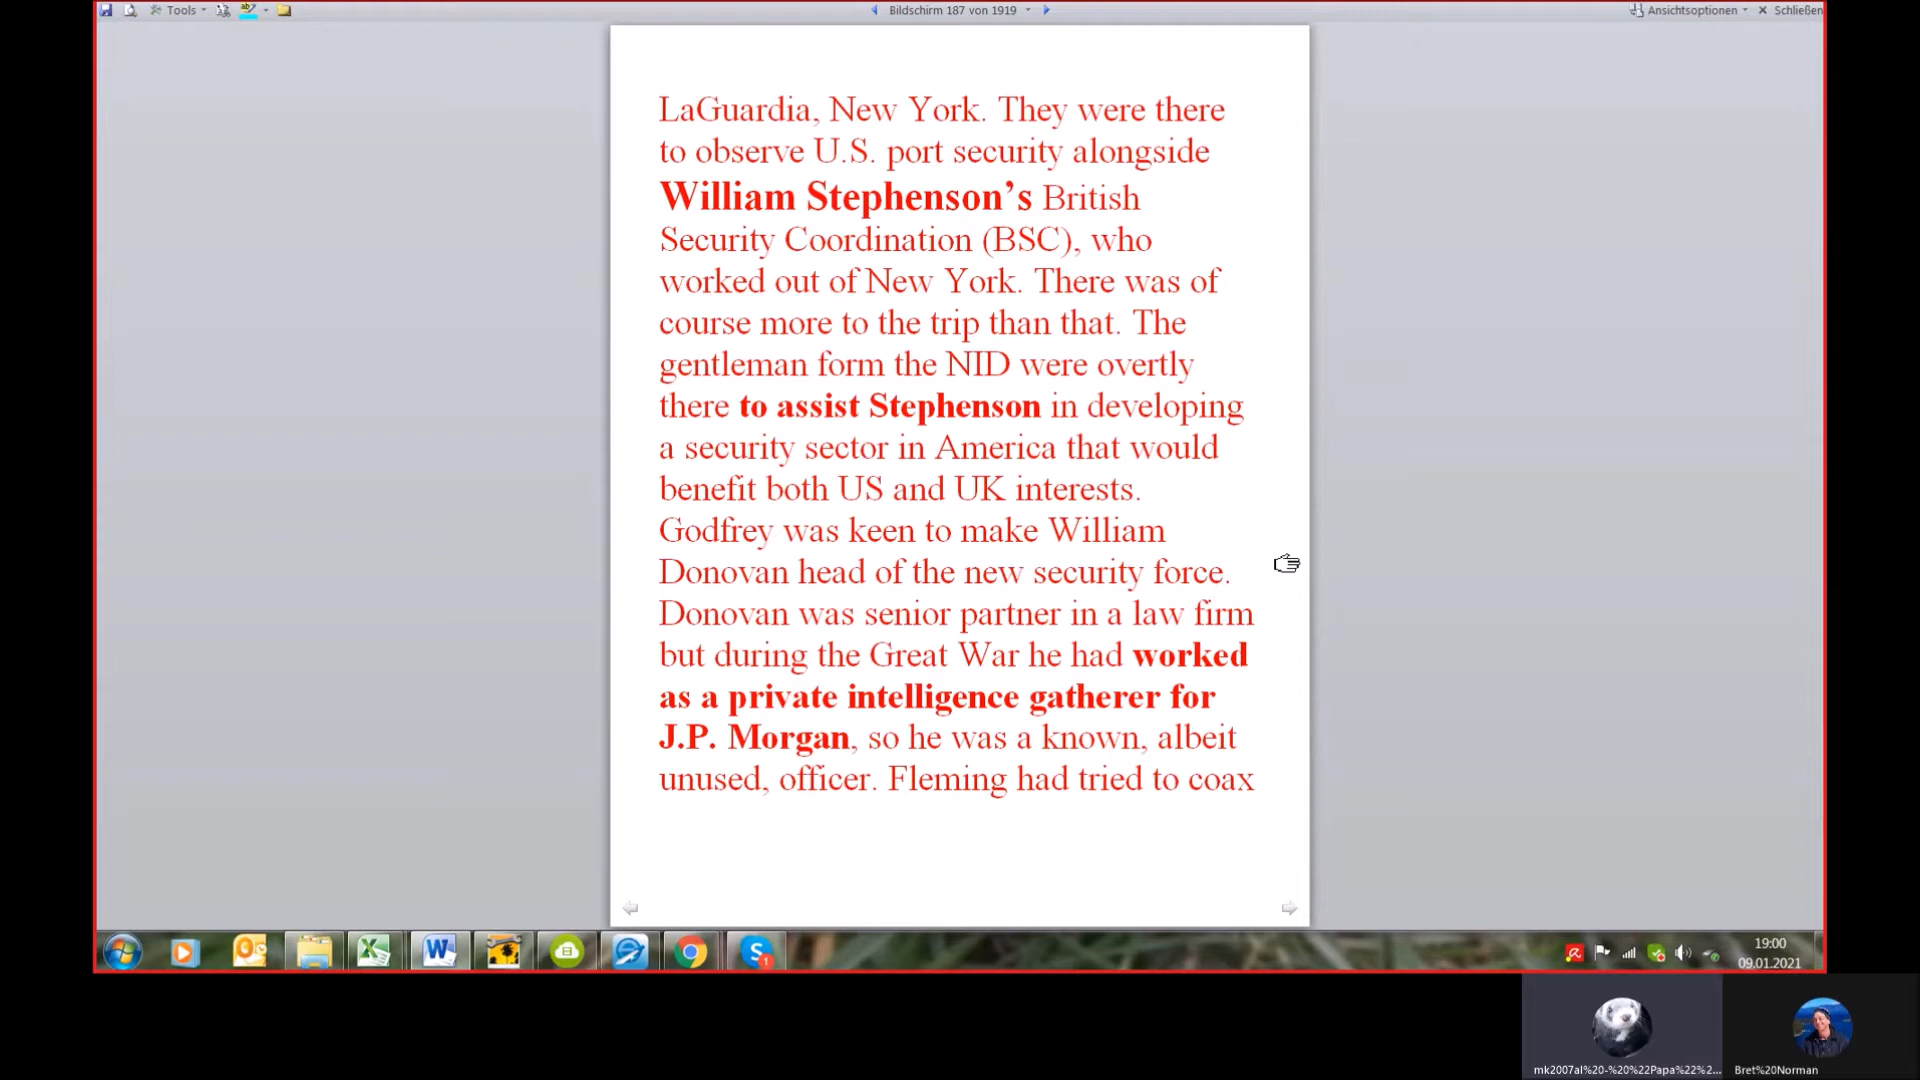 Tools
Bildschirm 187 von 1919
Ansichtsoptionen
Schließen
LaGuardia, New York. They were there
to observe U.S. port security alongside
William Stephenson’s British
Security Coordination (BSC), who
worked out of New York. There was of
course more to the trip than that. The
gentleman form the NID were overtly
there to assist Stephenson in developing
a security sector in America that would
benefit both US and UK interests.
Godfrey was keen to make William
Donovan head of the new security force.
Donovan was senior partner in a law firm
but during the Great War he had worked
as a private intelligence gatherer for
J.P. Morgan, so he was a known, albeit
unused, officer. Fleming had tried to coax
19:00
09.01.2021
mk2007al%20-%20%22Papa%22%2...
Bret%20Norman